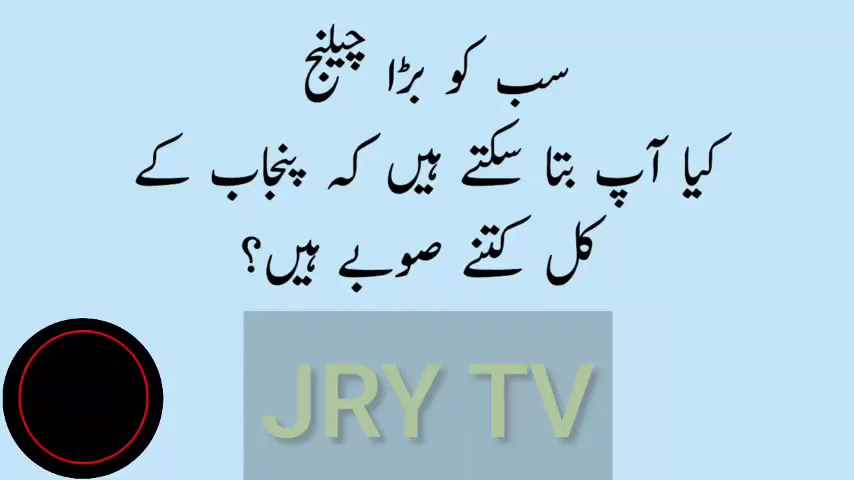 سب کو بڑا چیلنج
کیا آپ بتا سکتے ہیں کہ پنجاب کے
کل کتنے صوبے ہیں؟
JRY TV